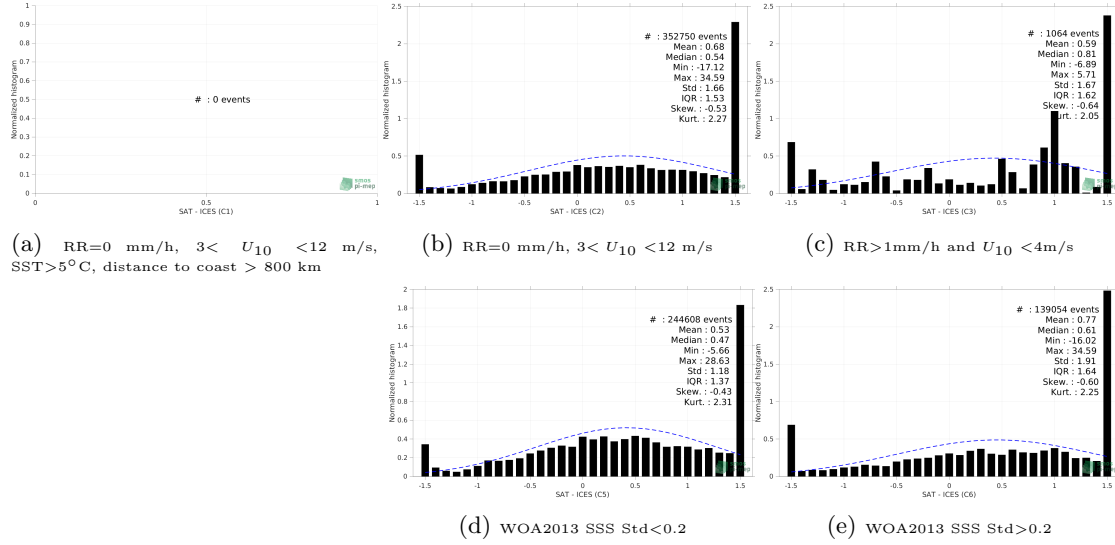 1
0.9
0.8
0.7
0.6
0.5
0.4
0.3
0.2
0.1
0
Normalized histogram
# : 0 events
smos
pi-mep
0 0.5 1
SAT - ICES (C1)
(a) RR=0 mm/h, 3< U10 <12 m/s,
SST>5°C, distance to coast > 800 km
2.5
2
1.5
1
0.5
0
Normalized histogram
# : 352750 events
Mean : 0.68
Median : 0.54
Min : -17.12
Max : 34.59
Std : 1.66
IQR : 1.53
Skew. : -0.53
Kurt. : 2.27
pi-mep
-1.5 -1 -0.5 0 0.5 1 1.5
SAT - ICES (C2)
(b) RR=0 mm/h, 3< U10 <12 m/s
2.5
2
1.5
1
0.5
0
Normalized histogram
# : 1064 events
Mean : 0.59
Median : 0.81
Min : -6.89
Max : 5.71
Std : 1.67
IQR : 1.62
Skew. : -0.64
Kurt. : 2.05
-1.5 -1 -0.5 0 0.5 1 1.5
SAT - ICES (C3)
(c) RR>1mm/h and U10 <4m/s
2
1.8
1.6
1.4
1.2
1
0.8
0.6
0.4
0.2
0
Normalized histogram
# : 244608 events
Mean : 0.53
Median : 0.47
Min : -5.66
Max : 28.63
Std : 1.18
IQR : 1.37
Skew. : -0.43
Kurt. : 2.31
-1.5 -1 -0.5 0 0.5 1 1.5
SAT - ICES (C5)
(d) WOA2013 SSS Std<0.2
2.5
2
1.5
1
0.5
0
Normalized histogram
# : 139054 events
Mean : 0.77
Median : 0.61
Min : -16.02
Max : 34.59
Std : 1.91
IQR : 1.64
Skew. : -0.60
Kurt. : 2.25
-1.5 -1 -0.5 0 0.5 1 1.5
SAT - ICES (C6)
(e) WOA2013 SSS Std>0.2